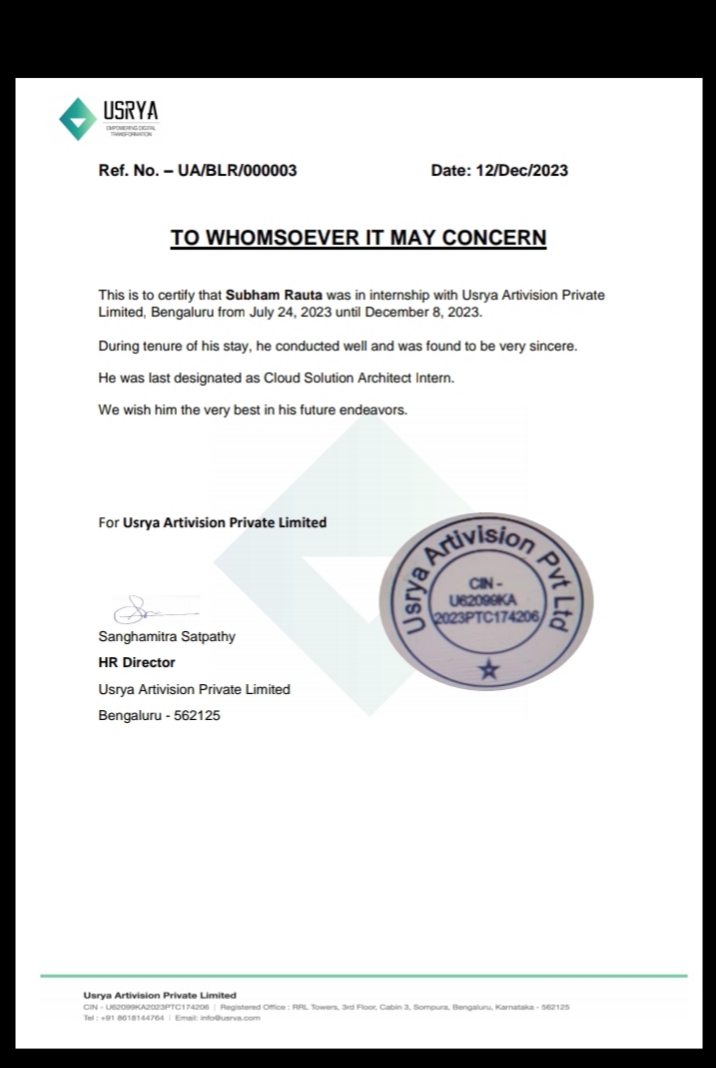 USRYA
EMPOWERING DIGITAL
TRANSFORMATION
Ref. No. – UA/BLR/000003 Date: 12/Dec/2023
TO WHOMSOEVER IT MAY CONCERN
This is to certify that Subham Rauta was in internship with Usrya Artivision Private
Limited, Bengaluru from July 24, 2023 until December 8, 2023.
During tenure of his stay, he conducted well and was found to be very sincere.
He was last designated as Cloud Solution Architect Intern.
We wish him the very best in his future endeavors.
For Usrya Artivision Private Limited
Usrya Artivision Pvt Ltd
CIN -
U62099KA
2023PTC174206
Sanghamitra Satpathy
HR Director
Usrya Artivision Private Limited
Bengaluru - 562125
Usrya Artivision Private Limited
CIN - U62099KA2023PTC174206 | Registered Office : RRL Towers, 3rd Floor, Cabin 3, Sompura, Bengaluru, Karnataka - 562125
Tel : +91 8618144764 | Email: info@usrya.com